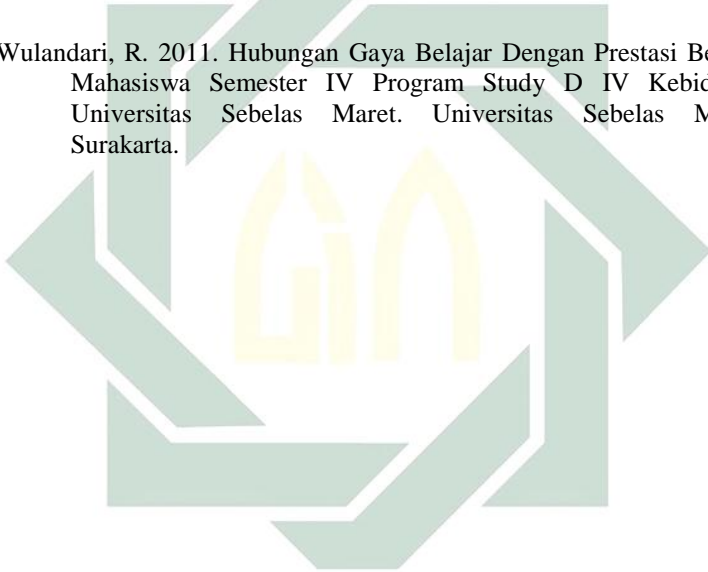 Wulandari, R. 2011. Hubungan Gaya Belajar Dengan Prestasi Be
Mahasiswa Semester IV Program Study D IV Kebid
Universitas Sebelas Maret. Universitas Sebelas M
Surakarta.